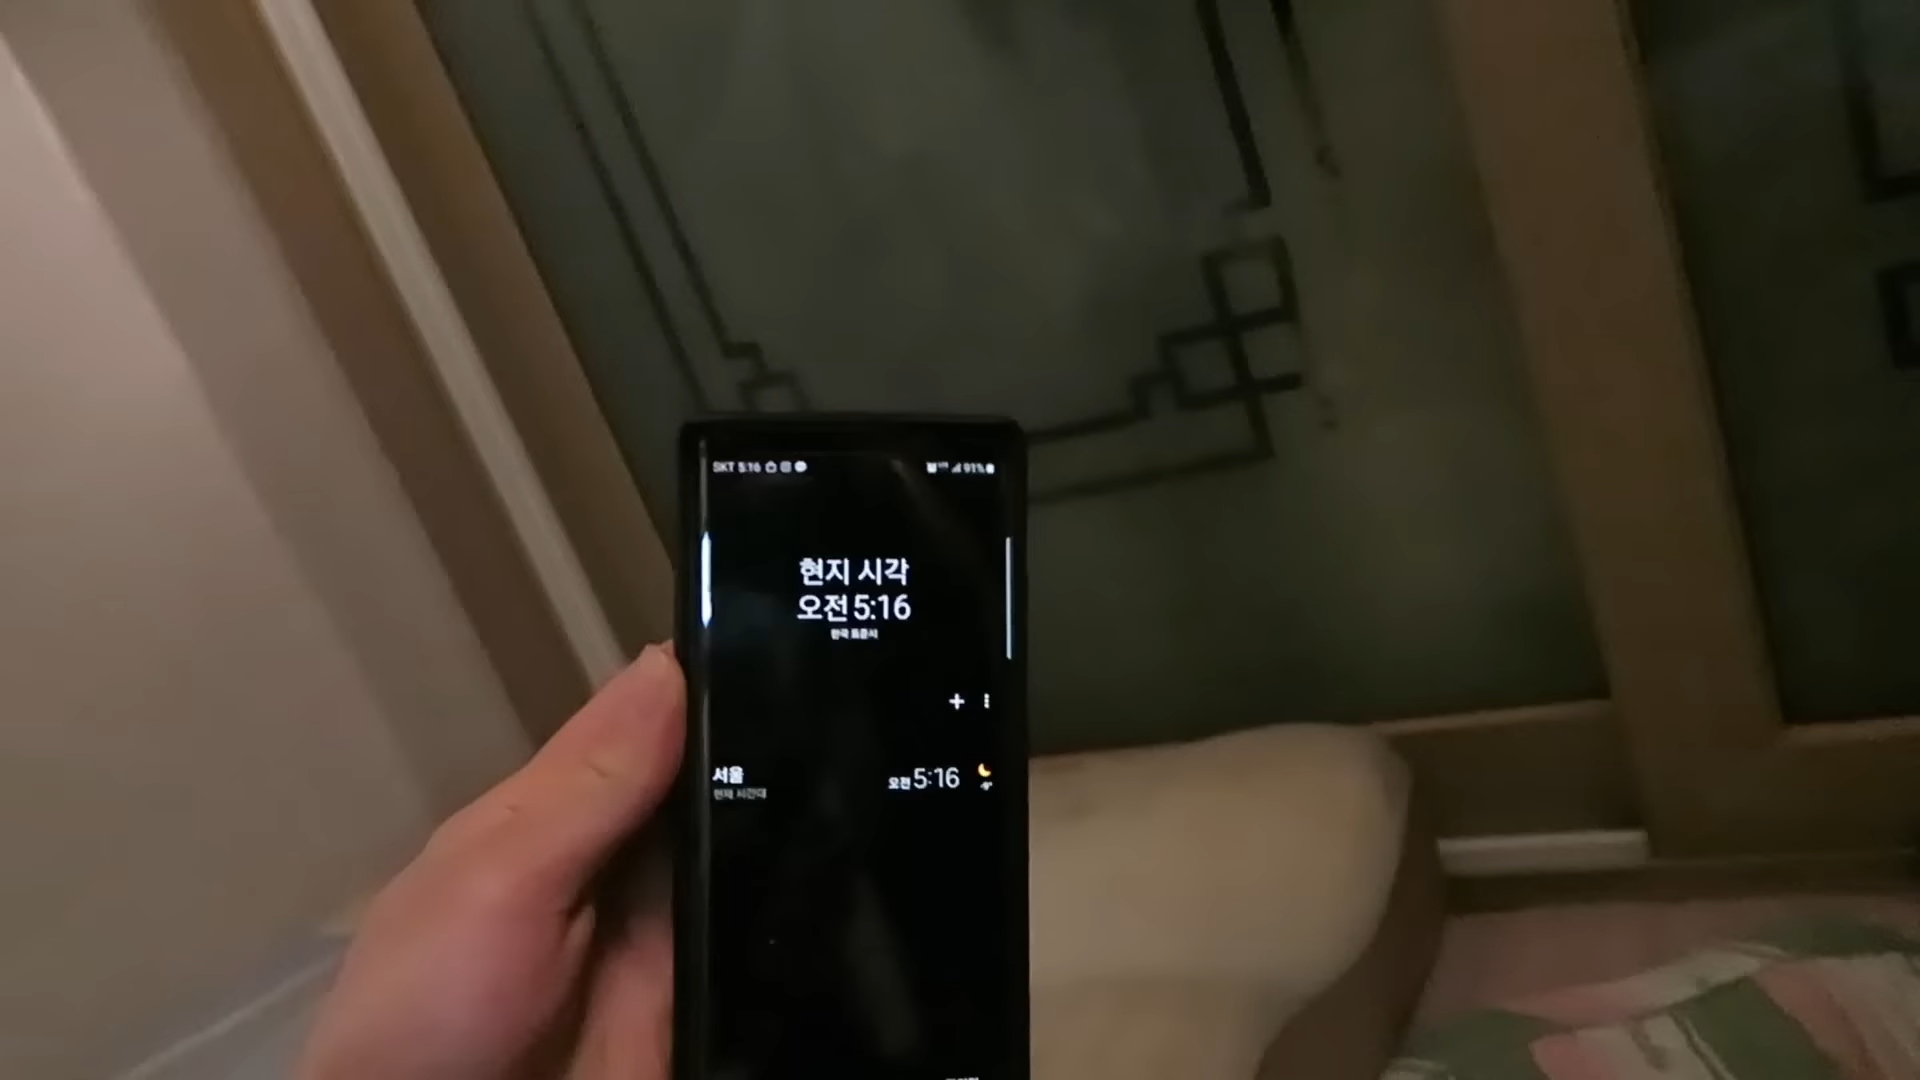 SKT 5:16
91%
현지 시각
오전 5:16
한국 표준시
서울
오전 5:16
현재 시간대